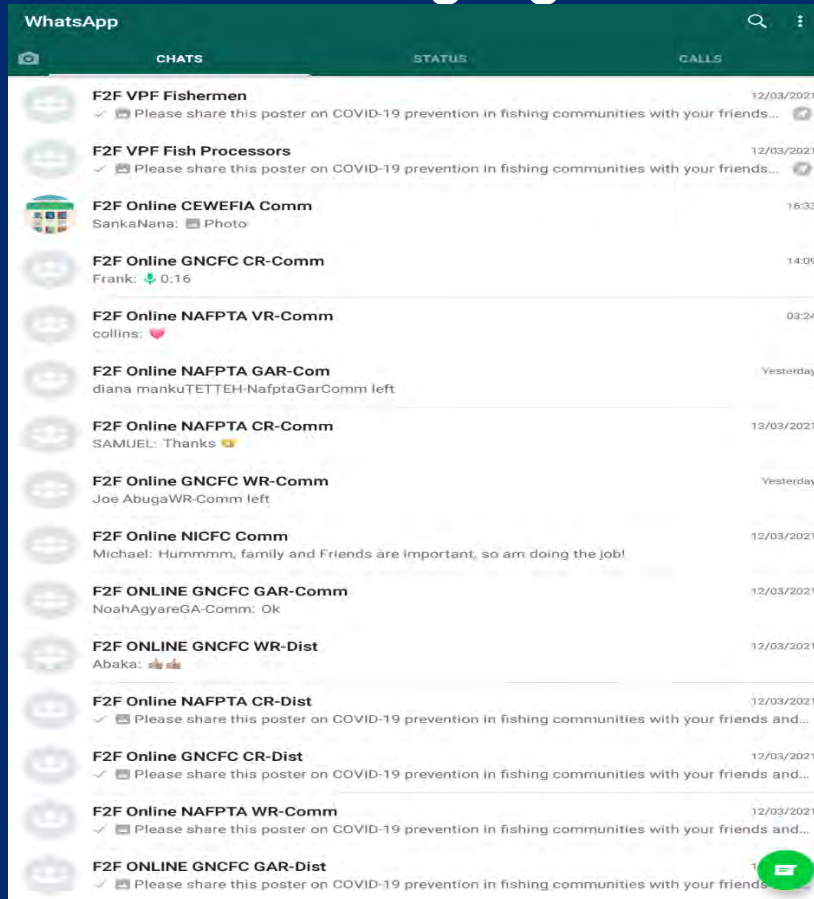 WhatsApp
CHATS STATUS CALLS
F2F VPF Fishermen 12/03/2021
Please share this poster on COVID-19 prevention in fishing communities with your friends...
F2F VPF Fish Processors 12/03/2021
Please share this poster on COVID-19 prevention in fishing communities with your friends...
F2F Online CEWEFIA Comm 16:33
SankaNana: Photo
F2F Online GNCFC CR-Comm 14:09
Frank: 0:16
F2F Online NAFPTA VR-Comm 03:24
collins: ❤️
F2F Online NAFPTA GAR-Com Yesterday
diana mankuTETTEH-NafptaGarComm left
F2F Online NAFPTA CR-Comm 13/03/2021
SAMUEL: Thanks
F2F Online GNCFC WR-Comm Yesterday
Joe AbugaWR-Comm left
F2F Online NICFC Comm 12/03/2021
Michael: Hummmm, family and Friends are important, so am doing the job!
F2F ONLINE GNCFC GAR-Comm 12/03/2021
NoahAgyareGA-Comm: Ok
F2F ONLINE GNCFC WR-Dist 12/03/2021
Abaka: 👍👍
F2F Online NAFPTA CR-Dist 12/03/2021
Please share this poster on COVID-19 prevention in fishing communities with your friends and...
F2F Online GNCFC CR-Dist 12/03/2021
Please share this poster on COVID-19 prevention in fishing communities with your friends and...
F2F Online NAFPTA WR-Comm 12/03/2021
Please share this poster on COVID-19 prevention in fishing communities with your friends and...
F2F ONLINE GNCFC GAR-Dist
Please share this poster on COVID-19 prevention in fishing communities with your friends